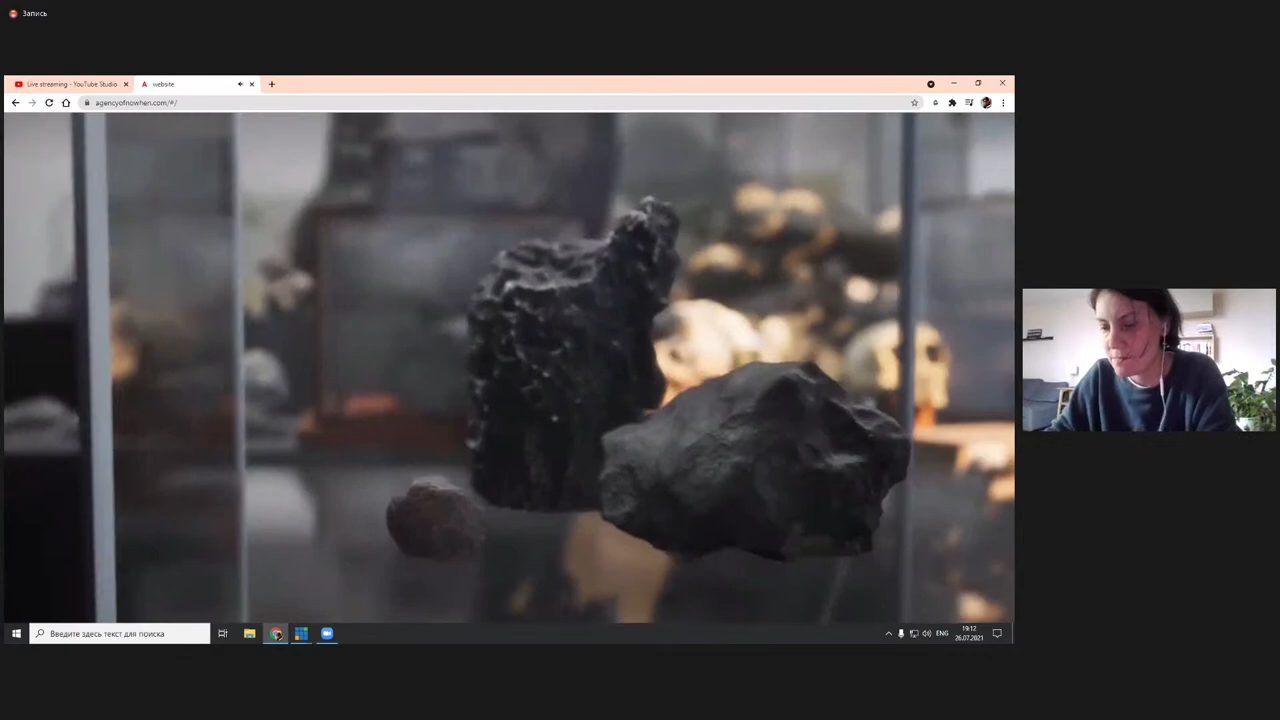 Запись
Live streaming - YouTube Studio
website
agencyofnowhen.com/#/
Введите здесь текст для поиска
ENG
19:12
26.07.2021